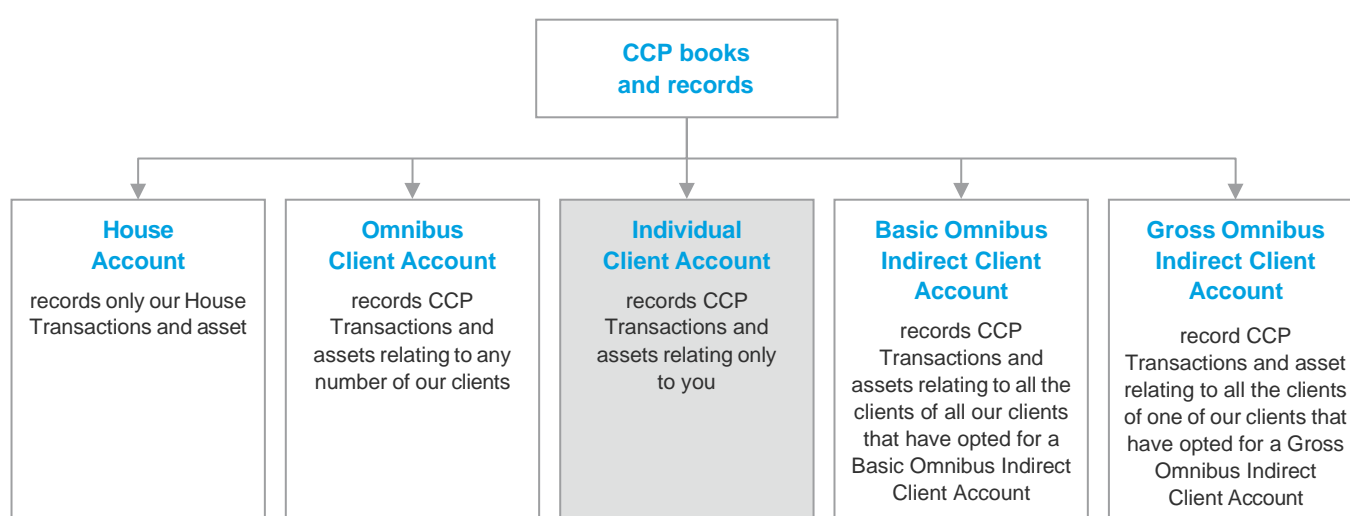 CCP books
and records
House
Account
records only our House
Transactions and asset
Omnibus
Client Account
records CCP
Transactions and
assets relating to any
number of our clients
Individual
Client Account
records CCP
Transactions and
assets relating only
to you
Basic Omnibus
Indirect Client
Account
records CCP
Transactions and
assets relating to all the
clients of all our clients
that have opted for a
Basic Omnibus Indirect
Client Account
Gross Omnibus
Indirect Client
Account
record CCP
Transactions and asset
relating to all the clients
of one of our clients that
have opted for a Gross
Omnibus Indirect
Client Account